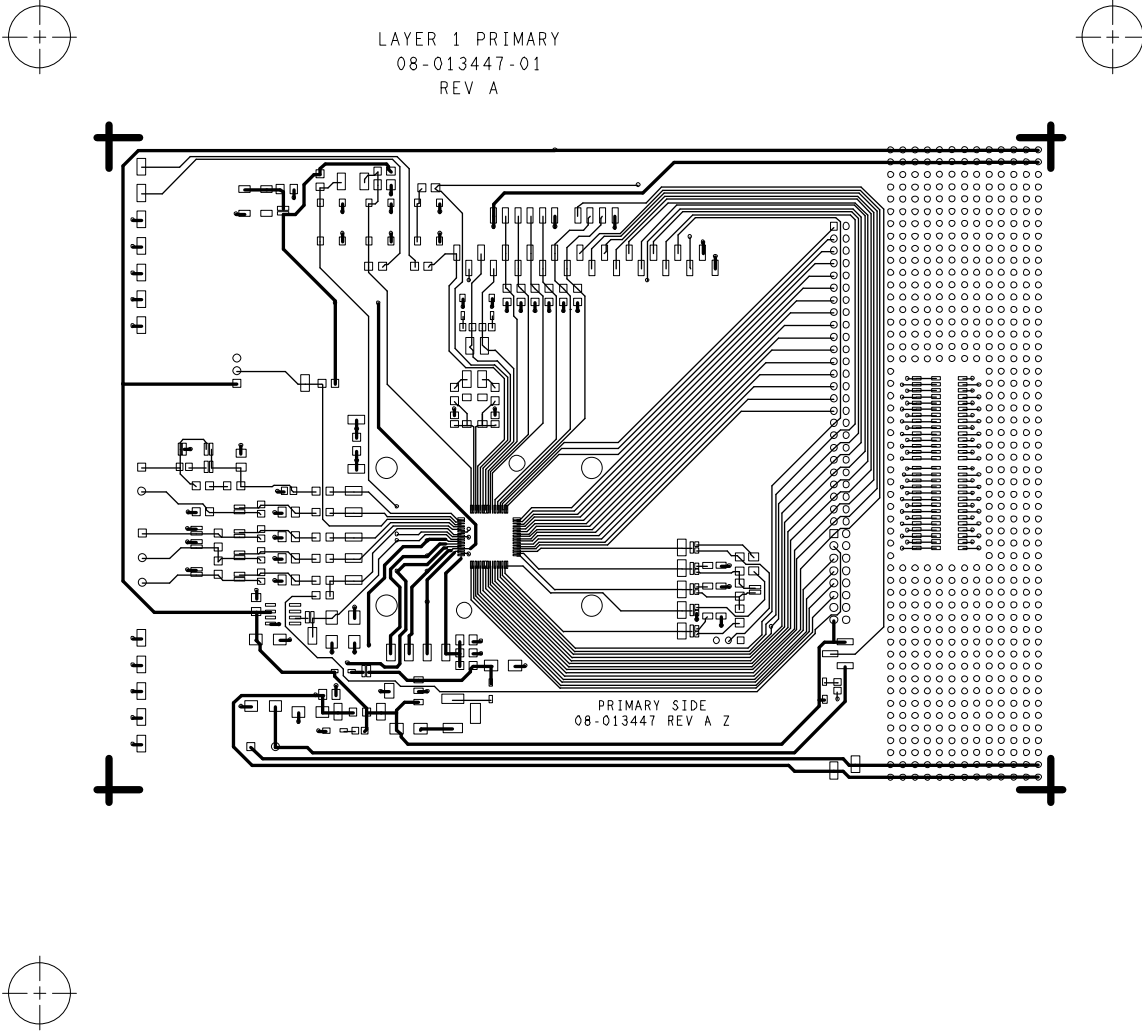 LAYER 1 PRIMARY
08-013447-01
REV A
PRIMARY SIDE
08-013447 REV A Z